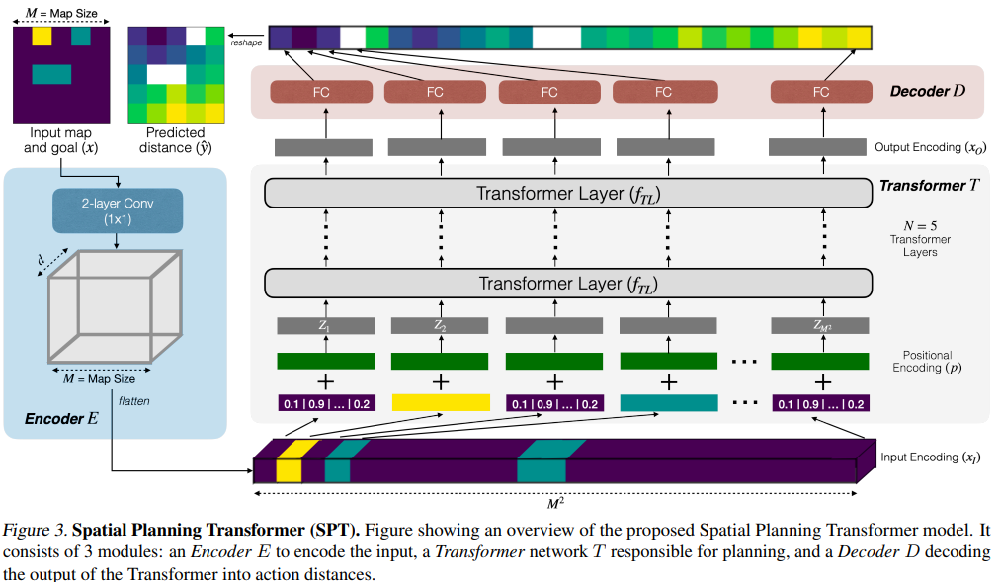 M = Map Size
reshape
Input map
and goal (x)
Predicted
distance (ŷ)
FC
FC
FC
FC
FC
Decoder D
Output Encoding (x_O)
2-layer Conv
(1x1)
d
M = Map Size
flatten
Encoder E
Transformer Layer (f_TL)
Transformer T
N = 5
Transformer
Layers
Transformer Layer (f_TL)
Z_1
Z_2
Z_M²
Positional
Encoding (p)
+
+
+
+
+
0.1 | 0.9 | ... | 0.2
0.1 | 0.9 | ... | 0.2
0.1 | 0.9 | ... | 0.2
Input Encoding (x_I)
M²
Figure 3. Spatial Planning Transformer (SPT). Figure showing an overview of the proposed Spatial Planning Transformer model. It
consists of 3 modules: an Encoder E to encode the input, a Transformer network T responsible for planning, and a Decoder D decoding
the output of the Transformer into action distances.